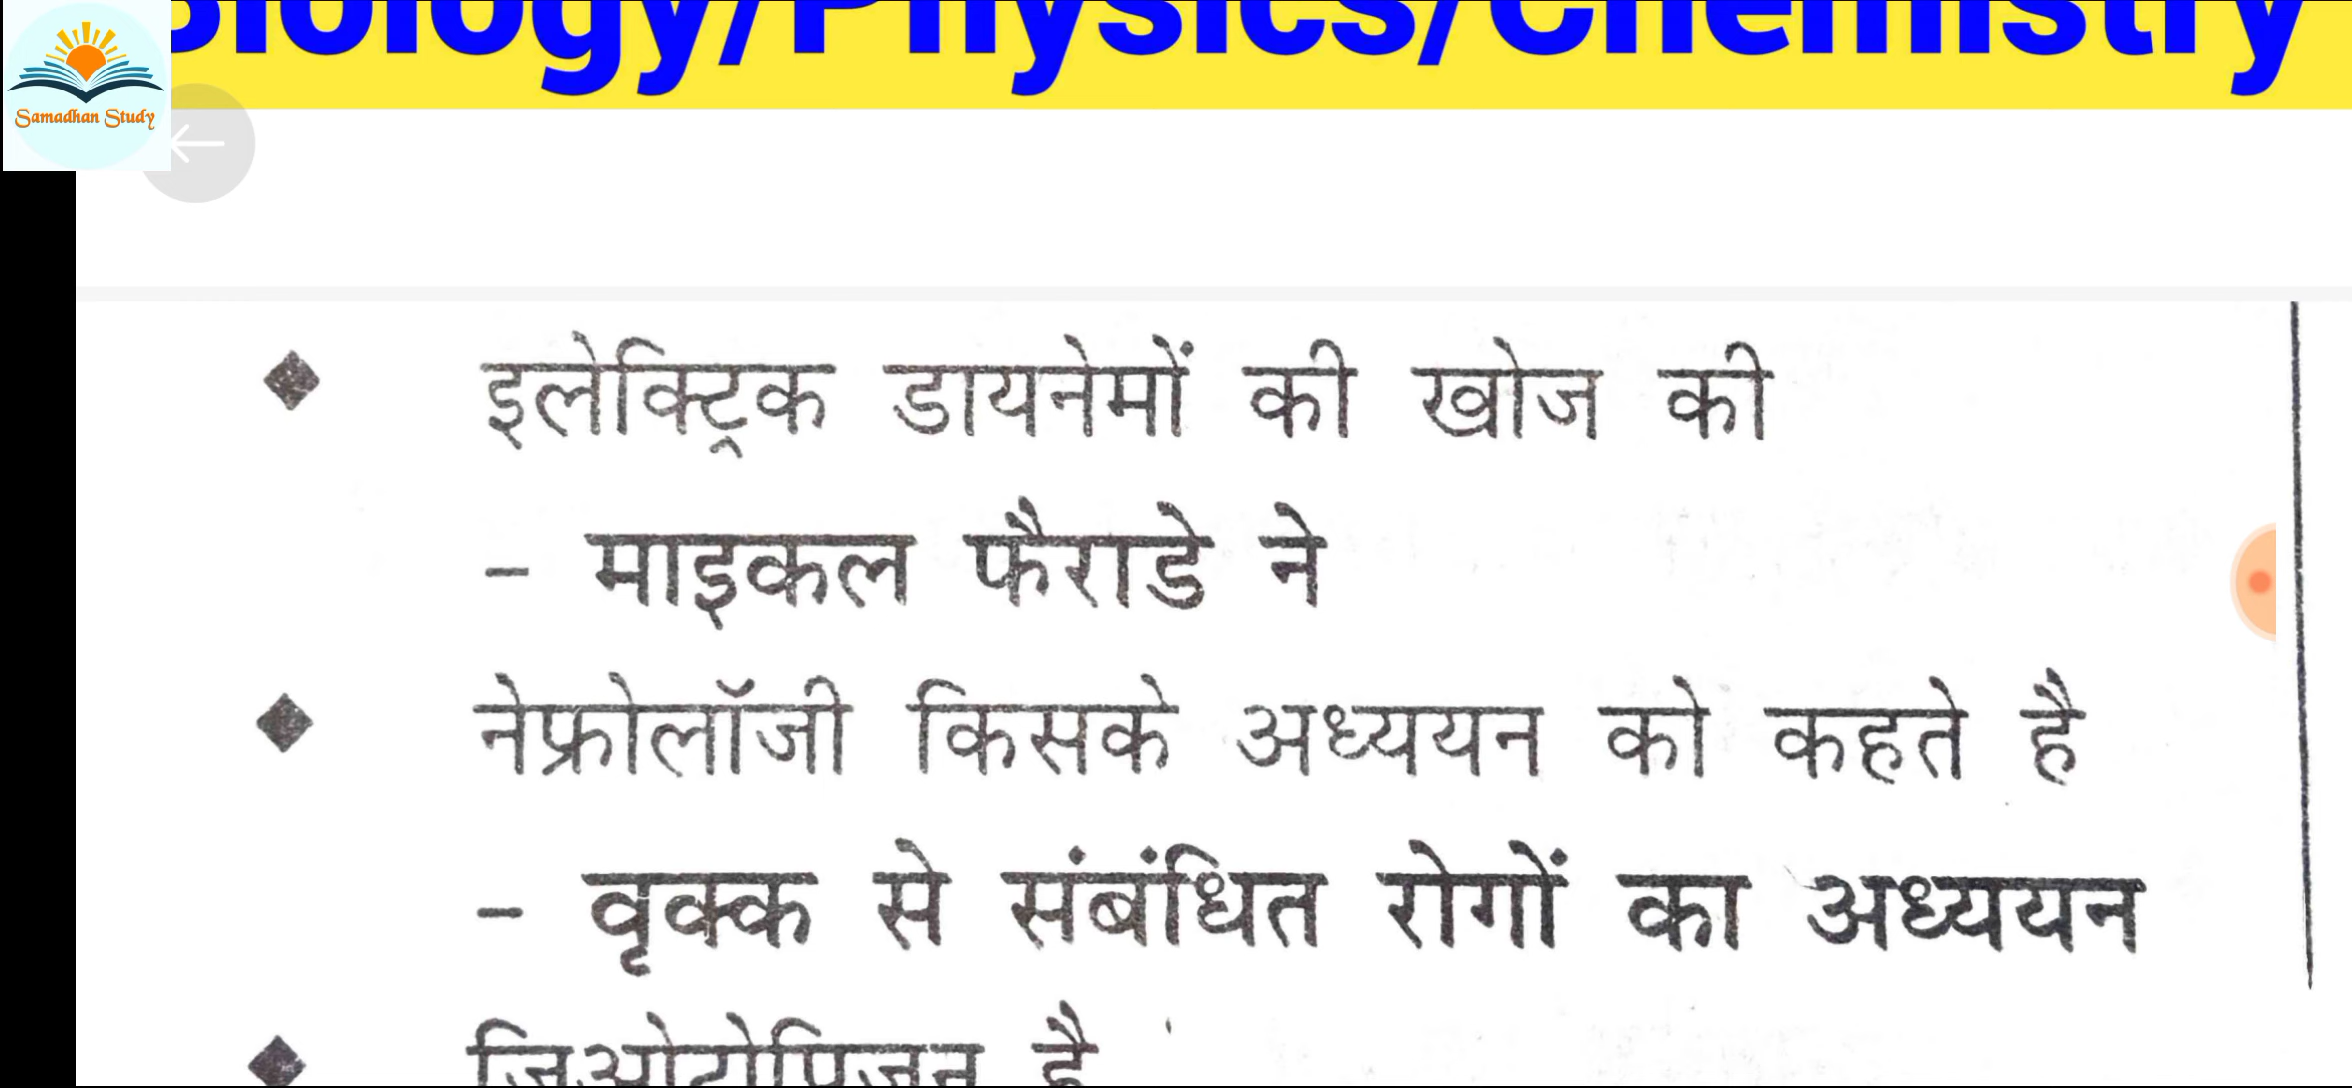 Biology/Physics/Chemistry
Samadhan Study
इलेक्ट्रिक डायनेमों की खोज की
- माइकल फैराडे ने
नेफ्रोलॉजी किसके अध्ययन को कहते है
- वृक्क से संबंधित रोगों का अध्ययन
है